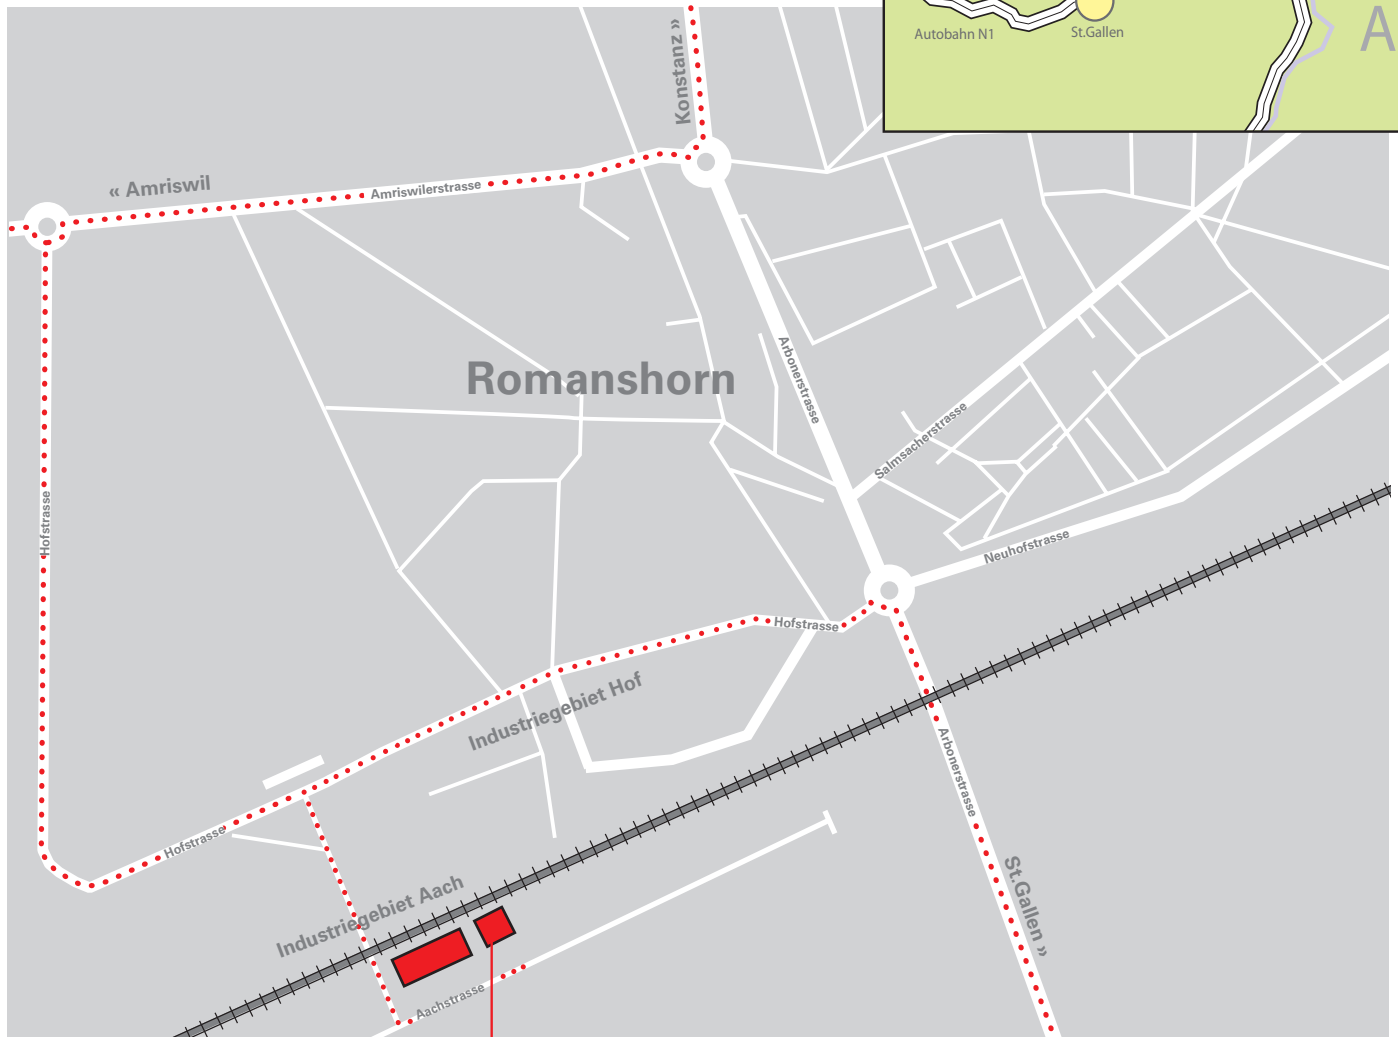 A
Autobahn N1
St.Gallen
Konstanz »
« Amriswil
Amriswilerstrasse
Romanshorn
Arbonerstrasse
Salmsacherstrasse
Hofstrasse
Neuhofstrasse
Hofstrasse
Industriegebiet Hof
Arbonerstrasse
Hofstrasse
St.Gallen »
Industriegebiet Aach
Aachstrasse